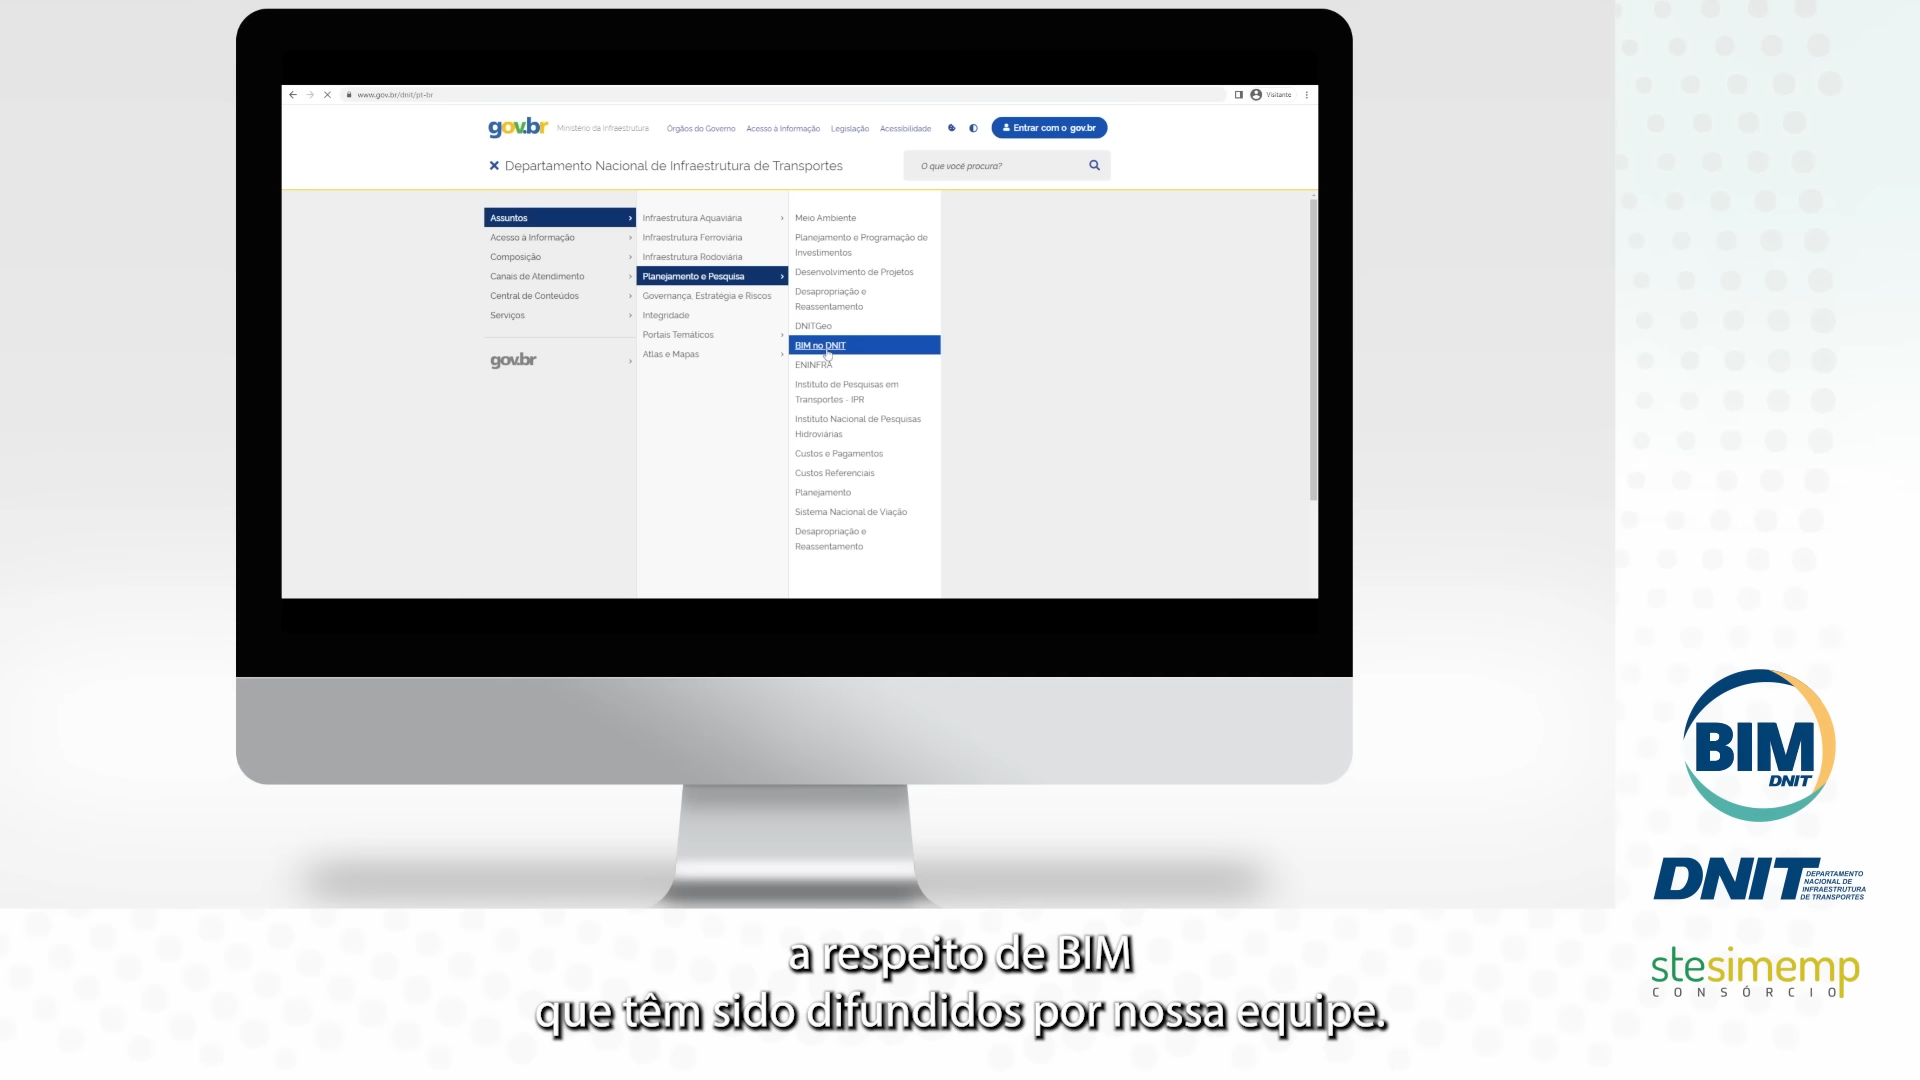 www.gov.br/dnit/pt-br
Visitante
gov.br
Ministério da Infraestrutura
Órgãos do Governo
Acesso à Informação
Legislação
Acessibilidade
Entrar com o gov.br
Departamento Nacional de Infraestrutura de Transportes
O que você procura?
Assuntos
Acesso à Informação
Composição
Canais de Atendimento
Central de Conteúdos
Serviços
gov.br
Infraestrutura Aquaviária
Infraestrutura Ferroviária
Infraestrutura Rodoviária
Planejamento e Pesquisa
Governança, Estratégia e Riscos
Integridade
Portais Temáticos
Atlas e Mapas
Meio Ambiente
Planejamento e Programação de
Investimentos
Desenvolvimento de Projetos
Desapropriação e
Reassentamento
DNITGeo
BIM no DNIT
ENINFRA
Instituto de Pesquisas em
Transportes - IPR
Instituto Nacional de Pesquisas
Hidroviárias
Custos e Pagamentos
Custos Referenciais
Planejamento
Sistema Nacional de Viação
Desapropriação e
Reassentamento
BIM
DNIT
DNIT
DEPARTAMENTO
NACIONAL DE
INFRAESTRUTURA
DE TRANSPORTES
stesimemp
CONSÓRCIO
a respeito de BIM
que têm sido difundidos por nossa equipe.